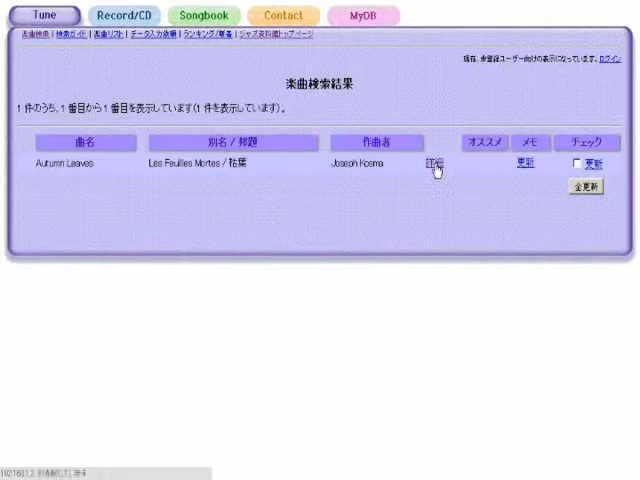 Tune Record/CD Songbook Contact MyDB
楽曲検索 | 検索ガイド | 楽曲リスト | データ入力依頼 | ランキング/新着 | ジャズ資料館トップページ
現在、非登録ユーザー向けの表示になっています。ログイン
楽曲検索結果
1 件のうち、1 番目から 1 番目を表示しています(1 件を表示しています)。
曲名 別名 / 邦題 作曲者 オススメ メモ チェック
Autumn Leaves Les Feuilles Mortes / 枯葉 Joseph Kosma 詳細 更新 更新
全更新